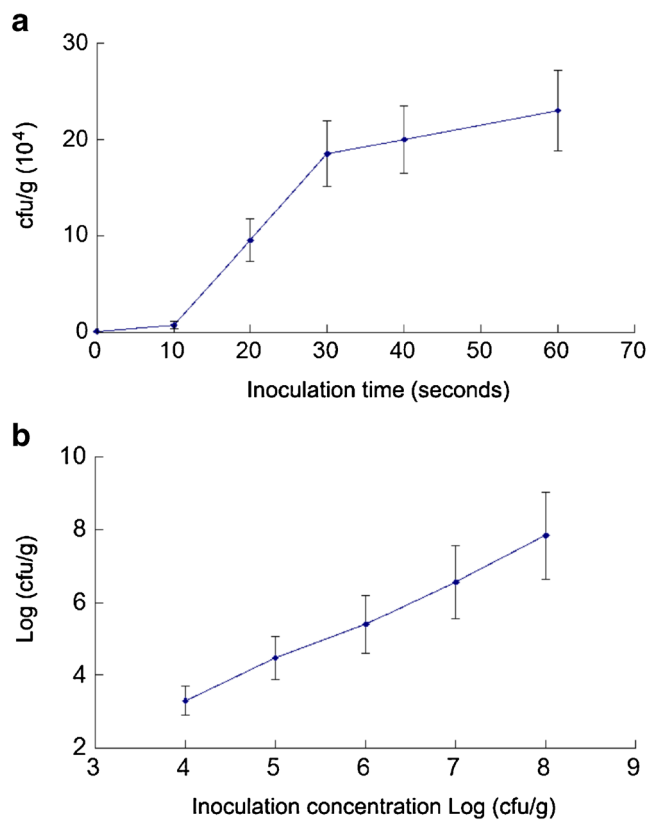 a
30
20
10
0
cfu/g (10⁴)
0 10 20 30 40 50 60 70
Inoculation time (seconds)
b
10
8
6
4
2
Log (cfu/g)
3 4 5 6 7 8 9
Inoculation concentration Log (cfu/g)